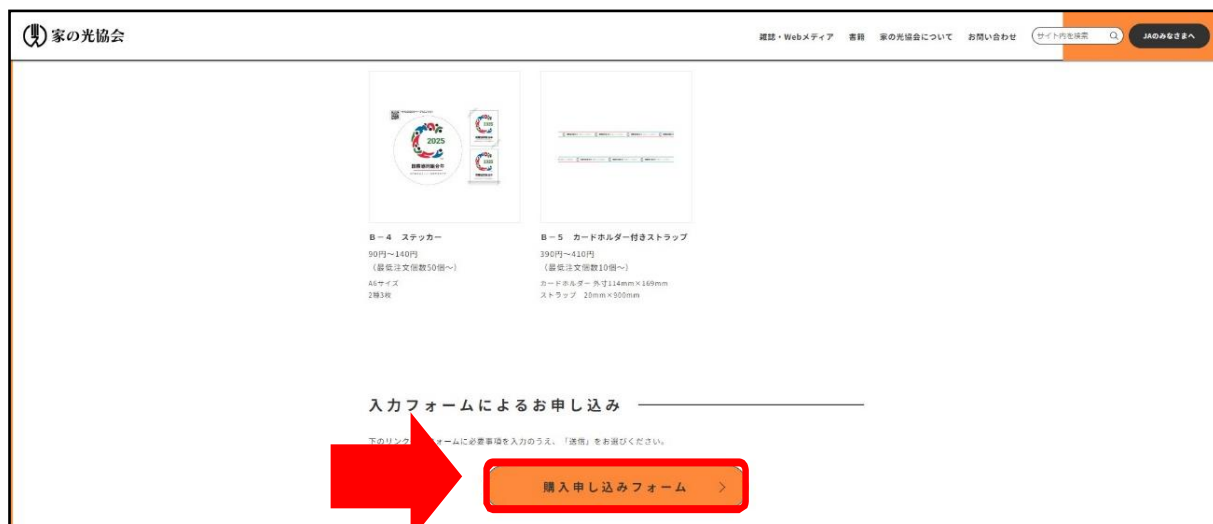 家の光協会
雑誌・Webメディア 書籍 家の光協会について お問い合わせ サイト内を検索 JAのみなさまへ
2025
2025
2025
B－4 ステッカー
90円～140円
（最低注文個数50個～）
A6サイズ
2種3枚
B－5 カードホルダー付きストラップ
390円～410円
（最低注文個数10個～）
カードホルダー 外寸114mm×169mm
ストラップ 20mm×900mm
入力フォームによるお申し込み
下のリンク ォームに必要事項を入力のうえ、「送信」をお選びください。
購入申し込みフォーム